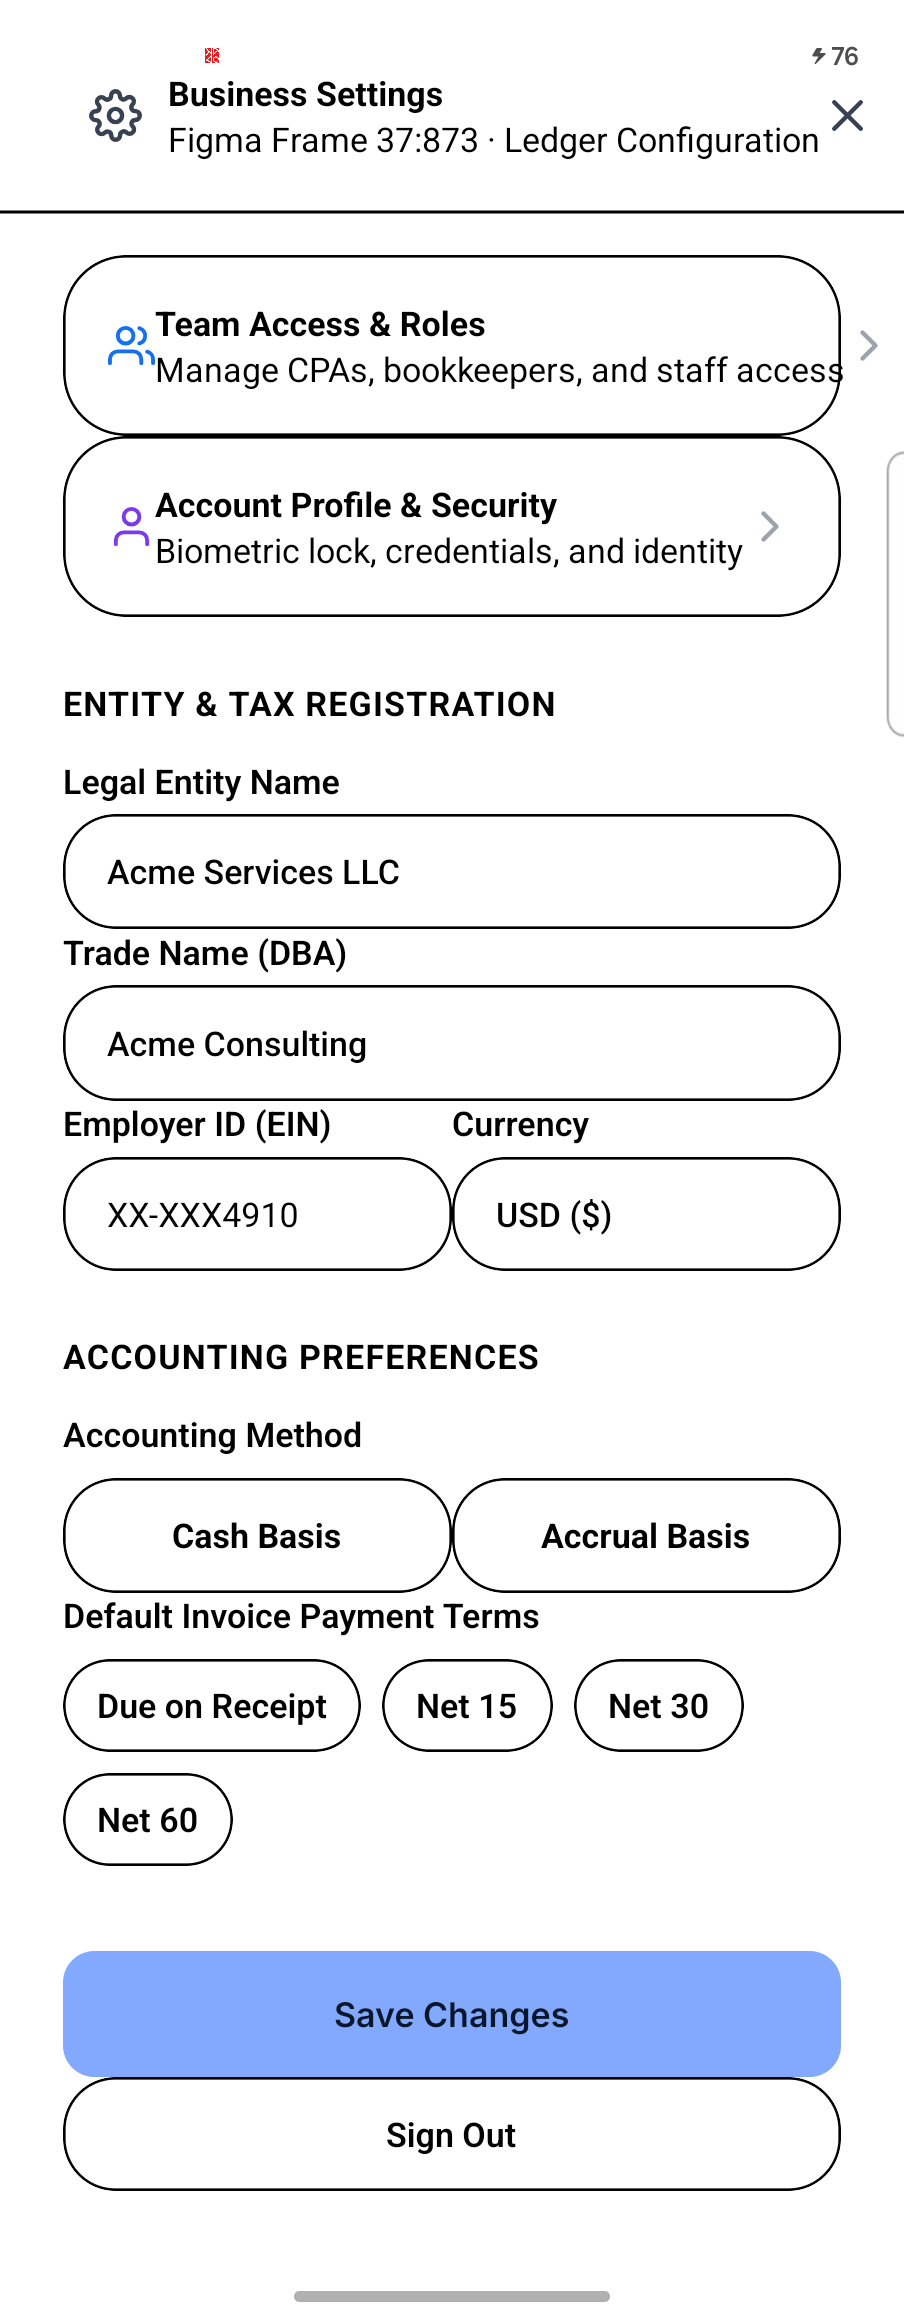 76
Business Settings
Figma Frame 37:873 · Ledger Configuration
Team Access & Roles
Manage CPAs, bookkeepers, and staff access
Account Profile & Security
Biometric lock, credentials, and identity
ENTITY & TAX REGISTRATION
Legal Entity Name
Acme Services LLC
Trade Name (DBA)
Acme Consulting
Employer ID (EIN) Currency
XX-XXX4910 USD ($)
ACCOUNTING PREFERENCES
Accounting Method
Cash Basis Accrual Basis
Default Invoice Payment Terms
Due on Receipt Net 15 Net 30
Net 60
Save Changes
Sign Out